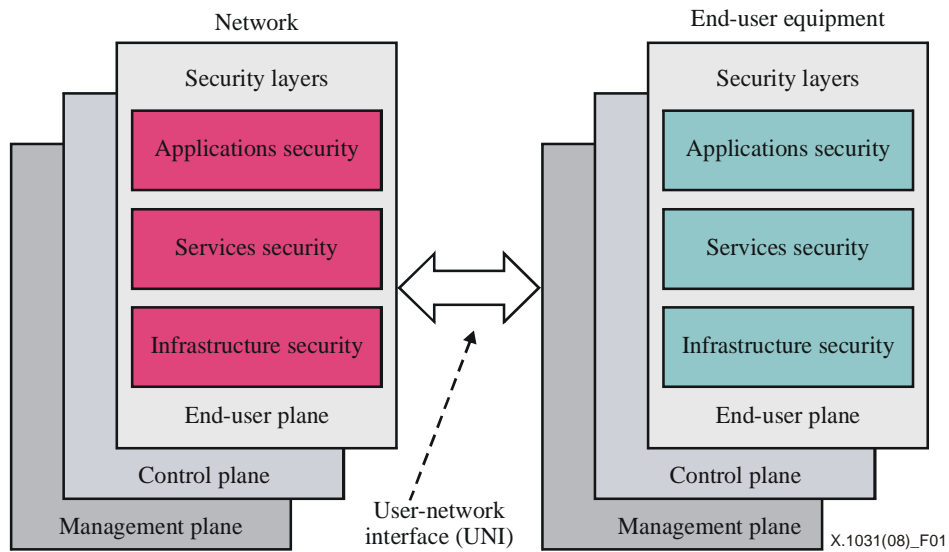 Network
Security layers
Applications security
Services security
Infrastructure security
End-user plane
Control plane
Management plane
End-user equipment
Security layers
Applications security
Services security
Infrastructure security
End-user plane
Control plane
Management plane
User-network
interface (UNI)
X.1031(08)_F01